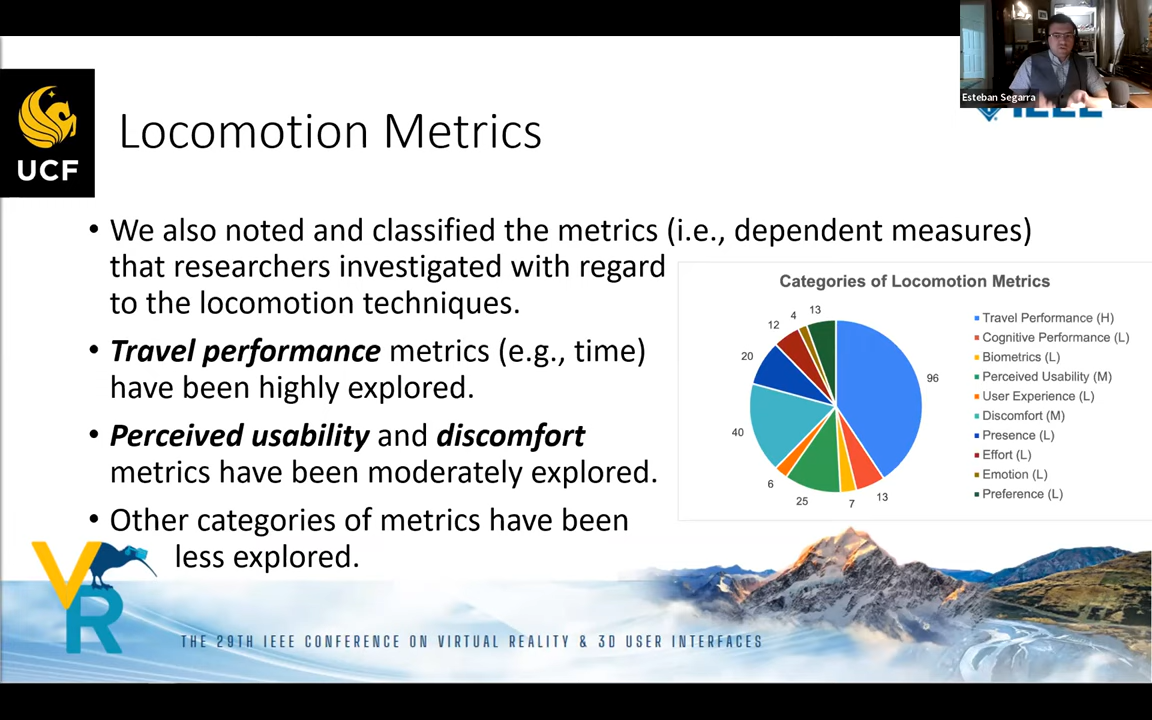 Esteban Segarra
IEEE
UCF
Locomotion Metrics
• We also noted and classified the metrics (i.e., dependent measures)
that researchers investigated with regard
to the locomotion techniques.
• Travel performance metrics (e.g., time)
have been highly explored.
• Perceived usability and discomfort
metrics have been moderately explored.
• Other categories of metrics have been
less explored.
Categories of Locomotion Metrics
13
4
12
20
96
40
6
25
7
13
Travel Performance (H)
Cognitive Performance (L)
Biometrics (L)
Perceived Usability (M)
User Experience (L)
Discomfort (M)
Presence (L)
Effort (L)
Emotion (L)
Preference (L)
VR
THE 29TH IEEE CONFERENCE ON VIRTUAL REALITY & 3D USER INTERFACES